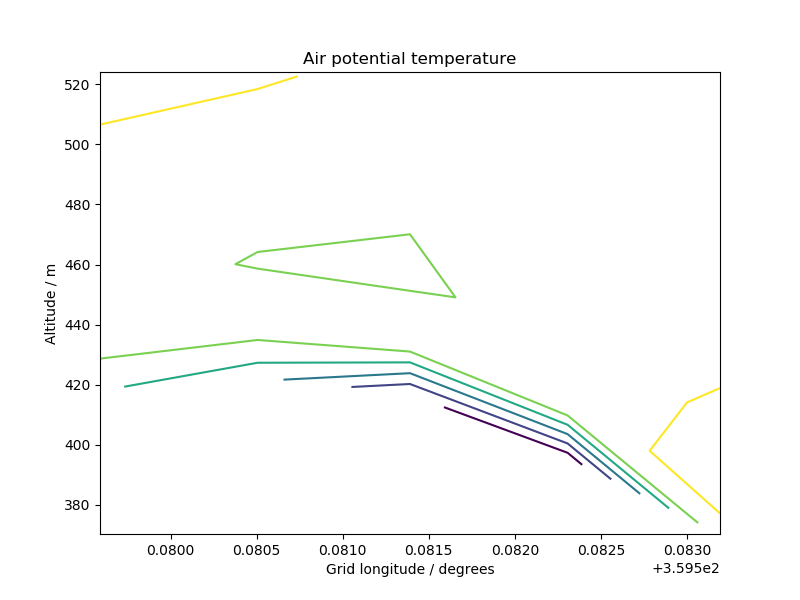 Air potential temperature
520
500
480
460
440
420
400
380
Altitude / m
0.0800 0.0805 0.0810 0.0815 0.0820 0.0825 0.0830
Grid longitude / degrees
+3.595e2